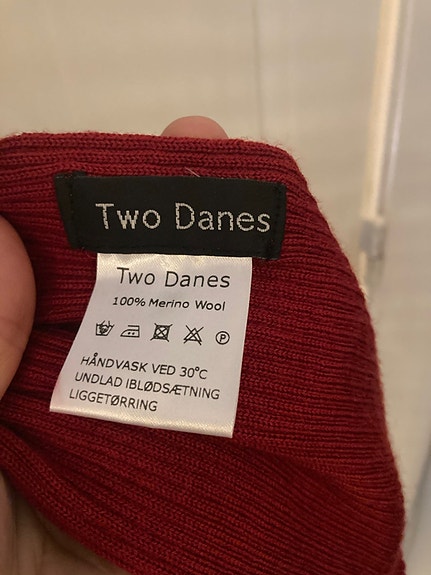 Two Danes
Two Danes
100% Merino Wool
P
HÅNDVASK VED 30°C
UNDLAD IBLØDSÆTNING
LIGGETØRRING